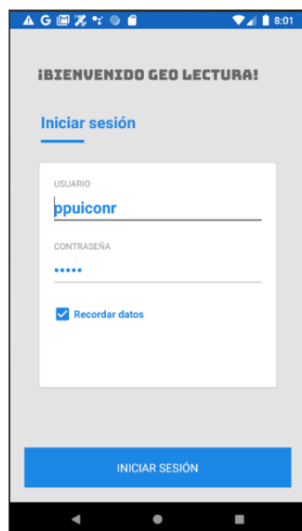 8:01
¡BIENVENIDO GEO LECTURA!
Iniciar sesión
USUARIO
ppuiconr
CONTRASEÑA
•••••
Recordar datos
INICIAR SESIÓN